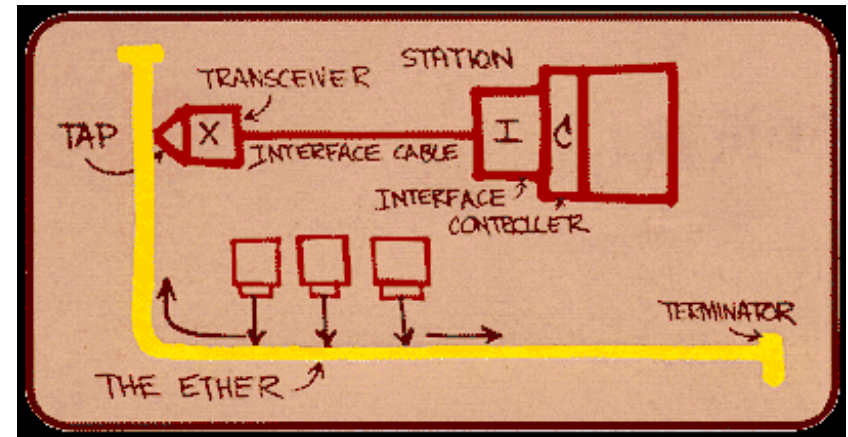 STATION
TRANSCEIVER
TAP
X
I
C
INTERFACE CABLE
INTERFACE
CONTROLLER
TERMINATOR
THE ETHER